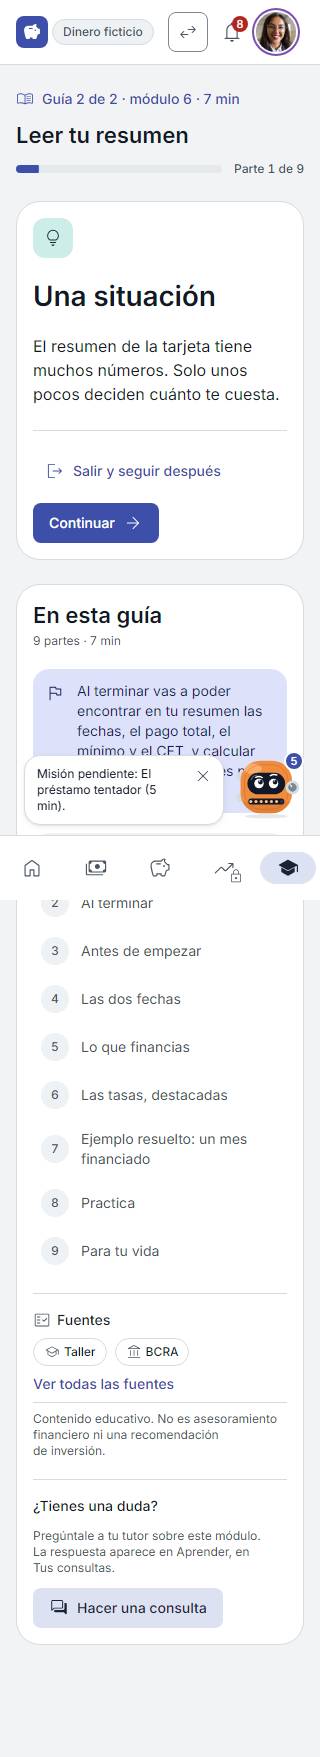 Dinero ficticio
8
Guía 2 de 2 · módulo 6 · 7 min
Leer tu resumen
Parte 1 de 9
Una situación
El resumen de la tarjeta tiene
muchos números. Solo unos
pocos deciden cuánto te cuesta.
Salir y seguir después
Continuar
En esta guía
9 partes · 7 min
Al terminar vas a poder
encontrar en tu resumen las
fechas, el pago total, el
mínimo y el CFT, y calcular
Misión pendiente: El
préstamo tentador (5
min).
5
2 Al terminar
3 Antes de empezar
4 Las dos fechas
5 Lo que financias
6 Las tasas, destacadas
7 Ejemplo resuelto: un mes
financiado
8 Practica
9 Para tu vida
Fuentes
Taller BCRA
Ver todas las fuentes
Contenido educativo. No es asesoramiento
financiero ni una recomendación
de inversión.
¿Tienes una duda?
Pregúntale a tu tutor sobre este módulo.
La respuesta aparece en Aprender, en
Tus consultas.
Hacer una consulta